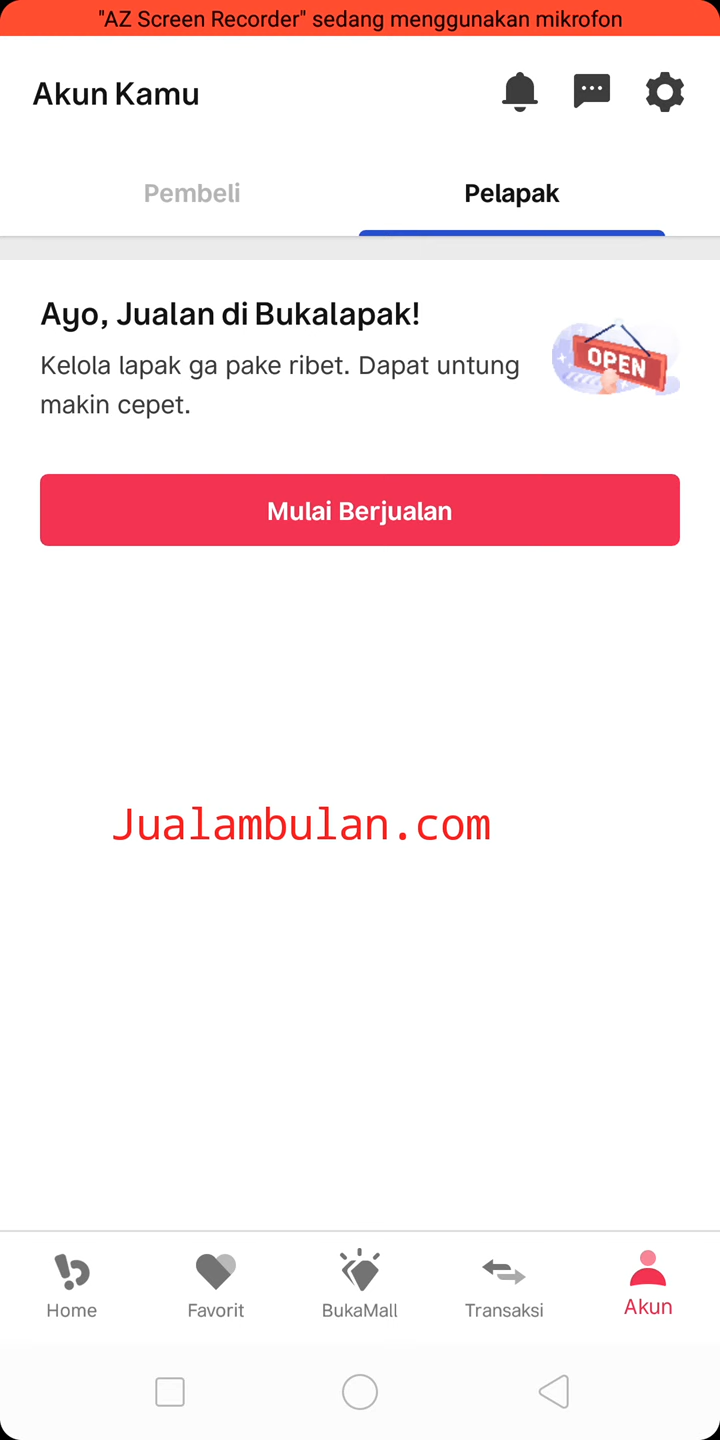 "AZ Screen Recorder" sedang menggunakan mikrofon
Akun Kamu
Pembeli
Pelapak
Ayo, Jualan di Bukalapak!
Kelola lapak ga pake ribet. Dapat untung
makin cepet.
OPEN
Mulai Berjualan
Jualambulan.com
Home
Favorit
BukaMall
Transaksi
Akun